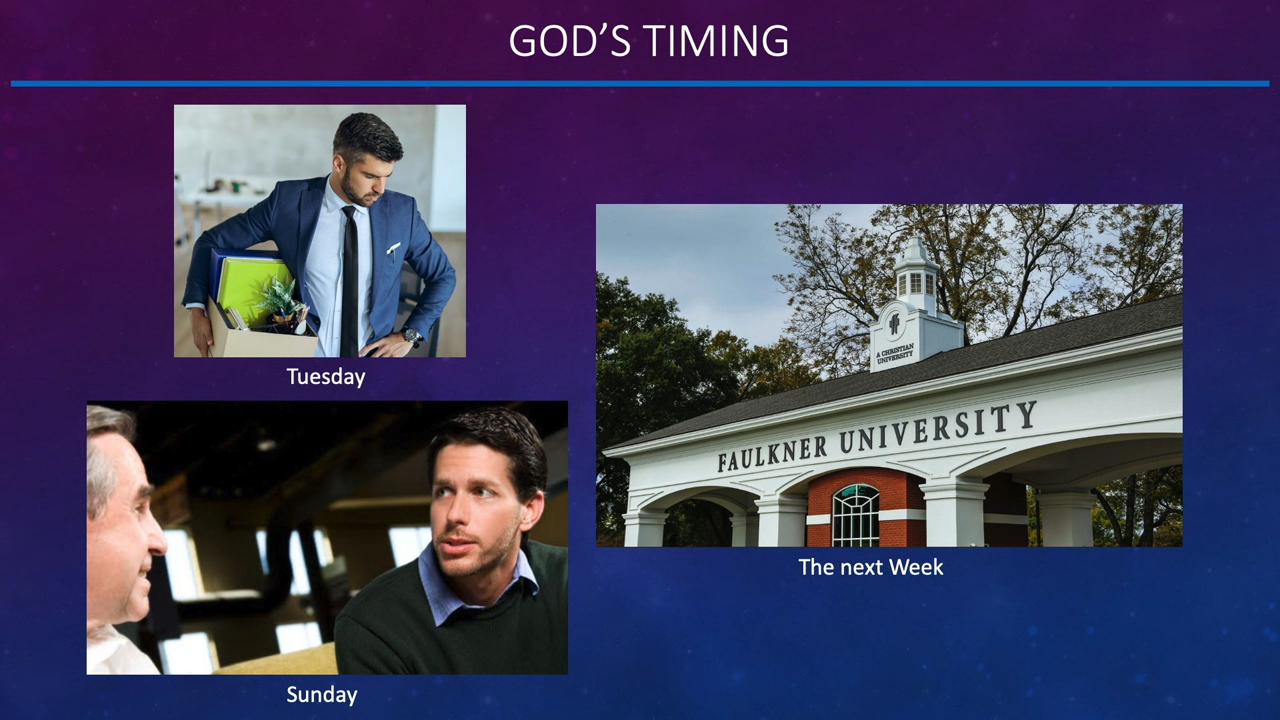 GOD'S TIMING
Tuesday
A CHRISTIAN
UNIVERSITY
FAULKNER UNIVERSITY
The next Week
Sunday